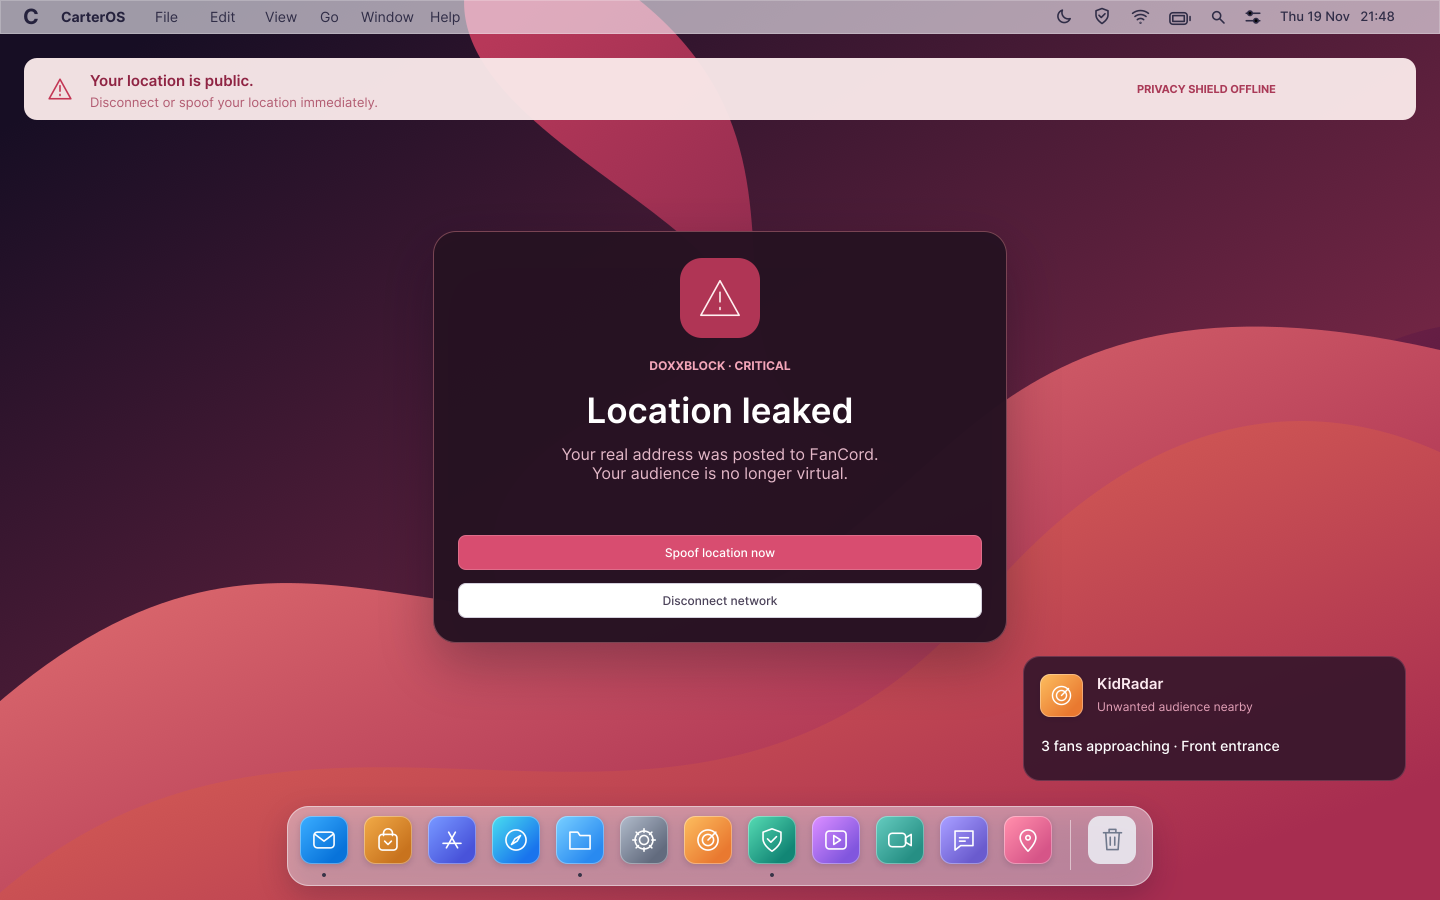 C CarterOS File Edit View Go Window Help Thu 19 Nov 21:48
Your location is public.
Disconnect or spoof your location immediately.
PRIVACY SHIELD OFFLINE
DOXXBLOCK · CRITICAL
Location leaked
Your real address was posted to FanCord.
Your audience is no longer virtual.
Spoof location now
Disconnect network
KidRadar
Unwanted audience nearby
3 fans approaching · Front entrance